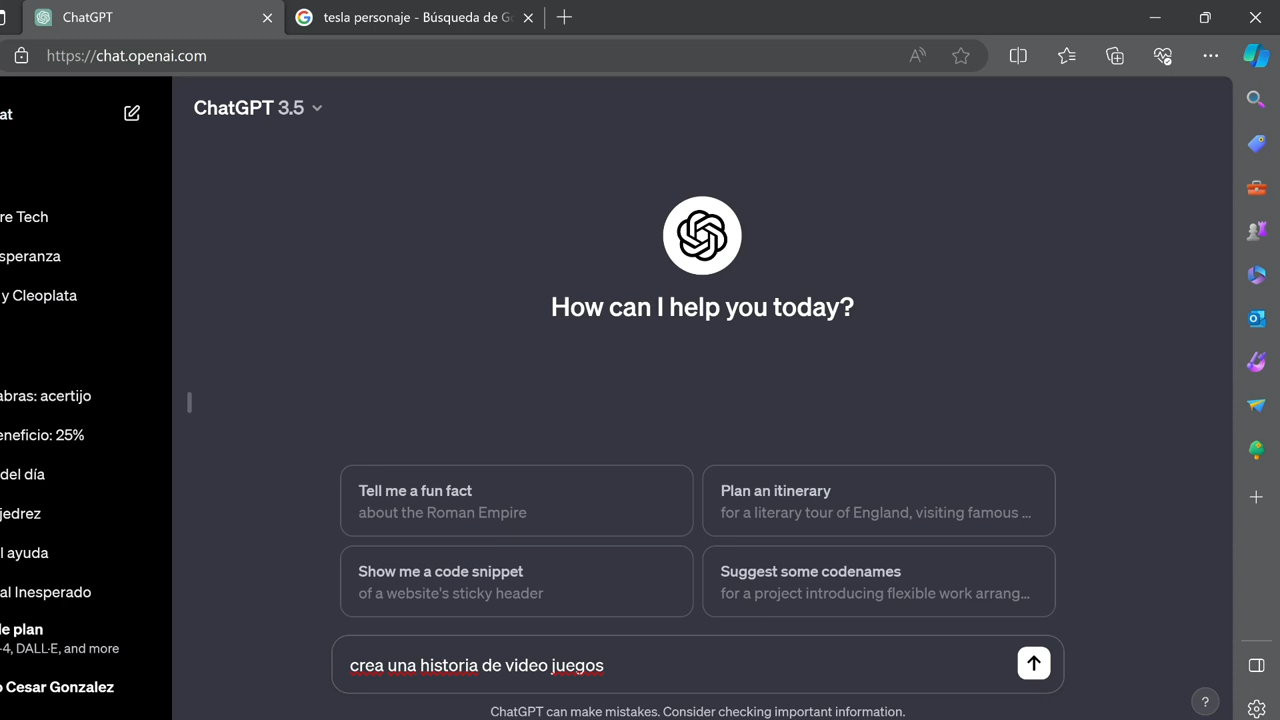 ChatGPT
tesla personaje - Búsqueda de G
https://chat.openai.com
at
ChatGPT 3.5
re Tech
speranza
y Cleoplata
How can I help you today?
abras: acertijo
eneficio: 25%
del día
jedrez
l ayuda
al Inesperado
Tell me a fun fact
about the Roman Empire
Plan an itinerary
for a literary tour of England, visiting famous ...
Show me a code snippet
of a website's sticky header
Suggest some codenames
for a project introducing flexible work arrang...
le plan
-4, DALL·E, and more
o Cesar Gonzalez
crea una historia de video juegos
ChatGPT can make mistakes. Consider checking important information.
?